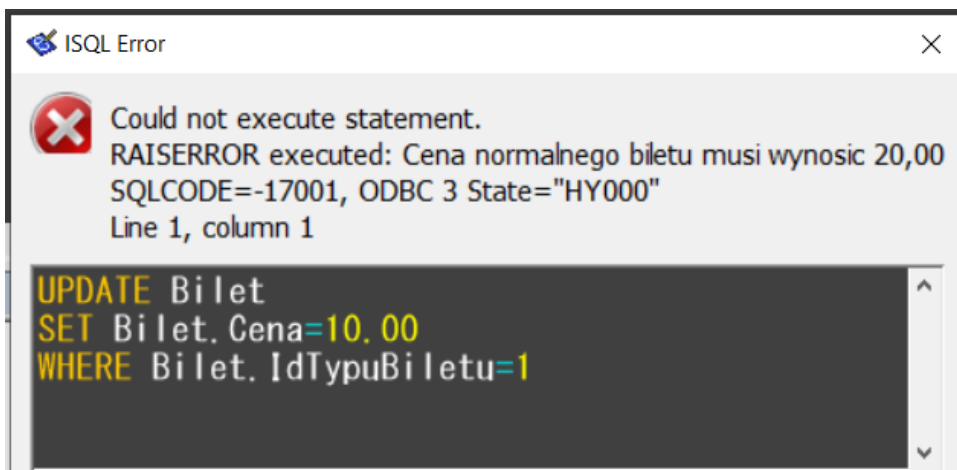 ISQL Error
Could not execute statement.
RAISERROR executed: Cena normalnego biletu musi wynosic 20,00
SQLCODE=-17001, ODBC 3 State="HY000"
Line 1, column 1
UPDATE Bilet
SET Bilet.Cena=10.00
WHERE Bilet.IdTypuBiletu=1